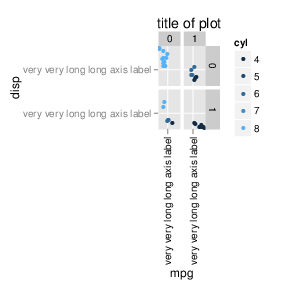 title of plot
0 1
disp
very very long long axis label
0
very very long long axis label
1
very very long long axis label
very very long long axis label
mpg
cyl
4
5
6
7
8